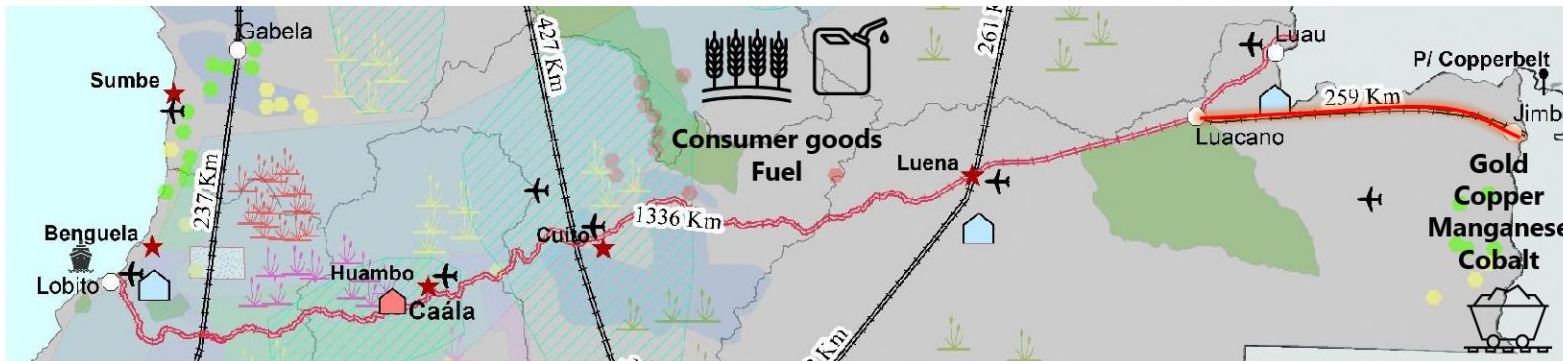 Gabela
427 Km
261 K
Luau
P/ Copperbelt
Sumbe
259 Km
Jimb
Consumer goods
Fuel
Luacano
Luena
237 Km
Gold
Copper
Manganese
Cobalt
1336 Km
Benguela
Cuito
Lobito
Huambo
Caála
Km